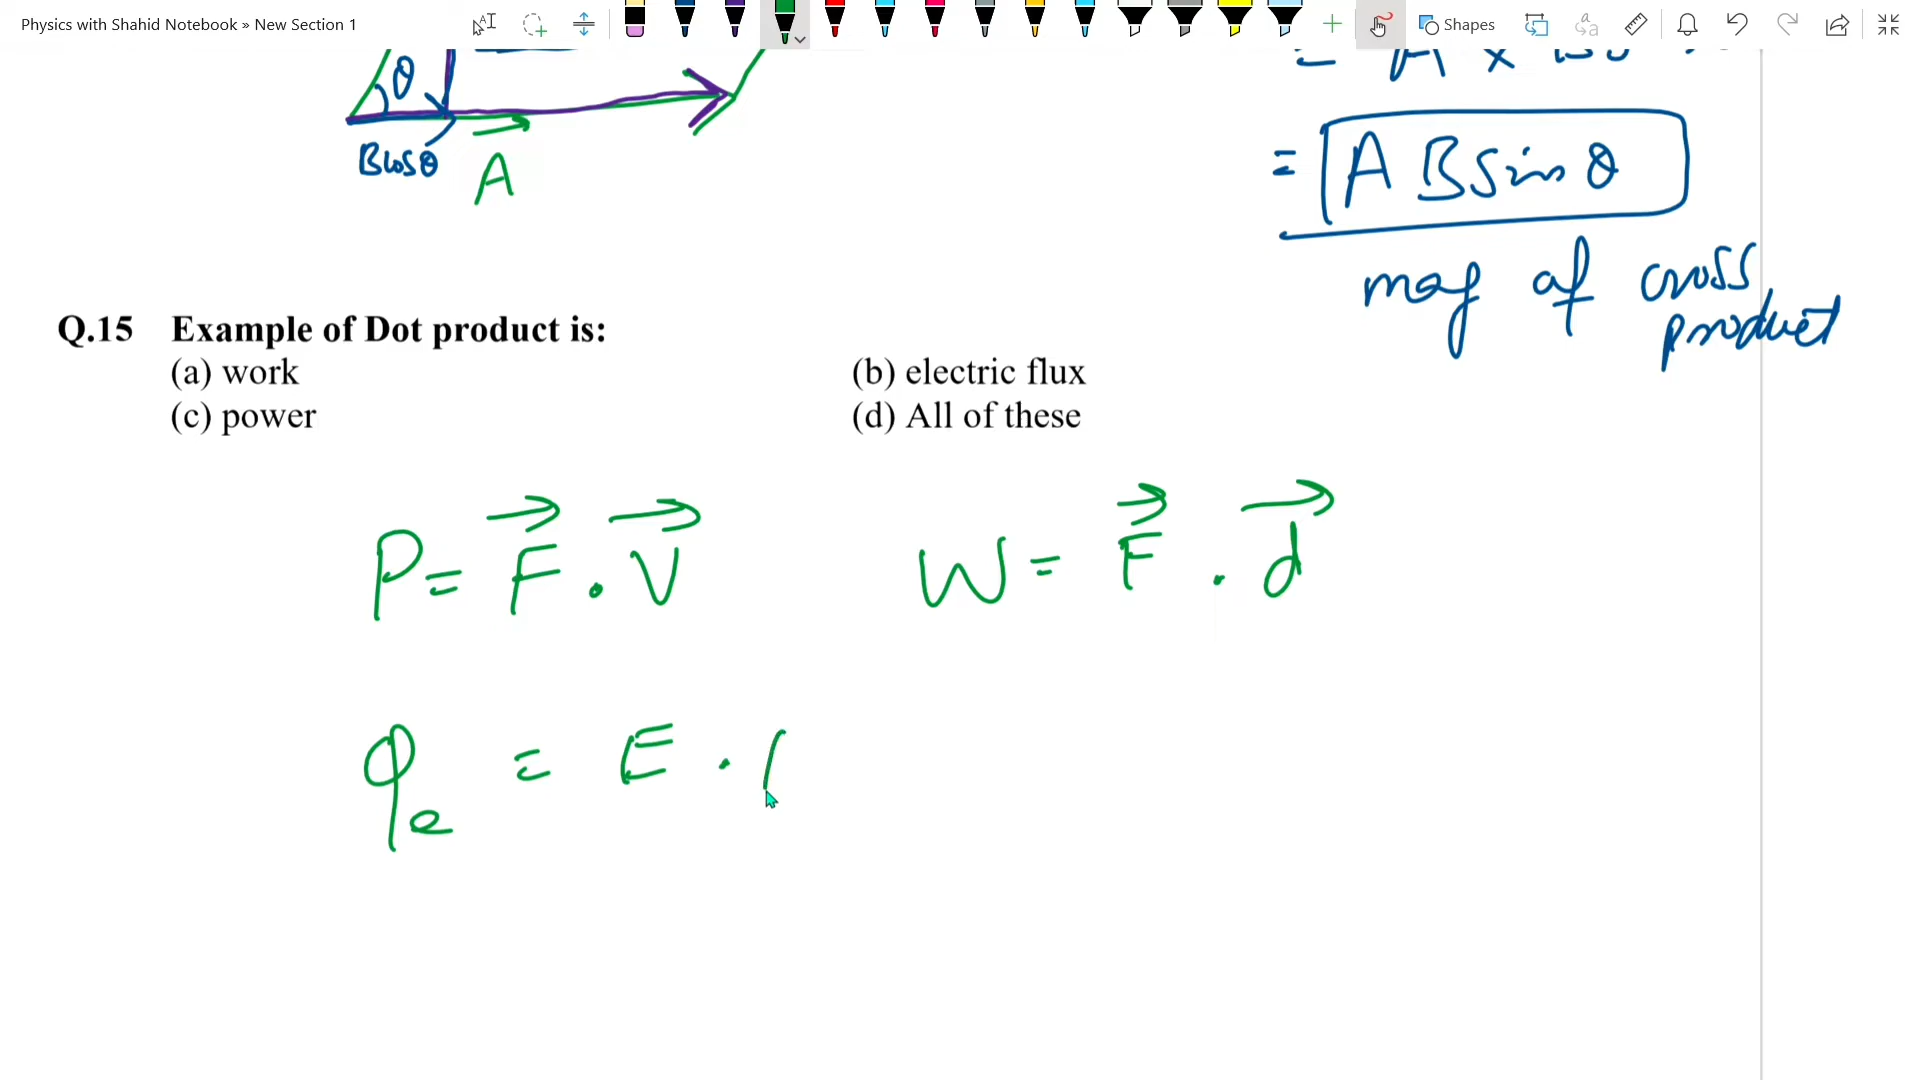 Physics with Shahid Notebook » New Section 1
Shapes
θ
Bcosθ
A
= A B Sin θ
mag of cross
product
Q.15 Example of Dot product is:
(a) work (b) electric flux
(c) power (d) All of these
P = F . V W = F . d
φe = E .